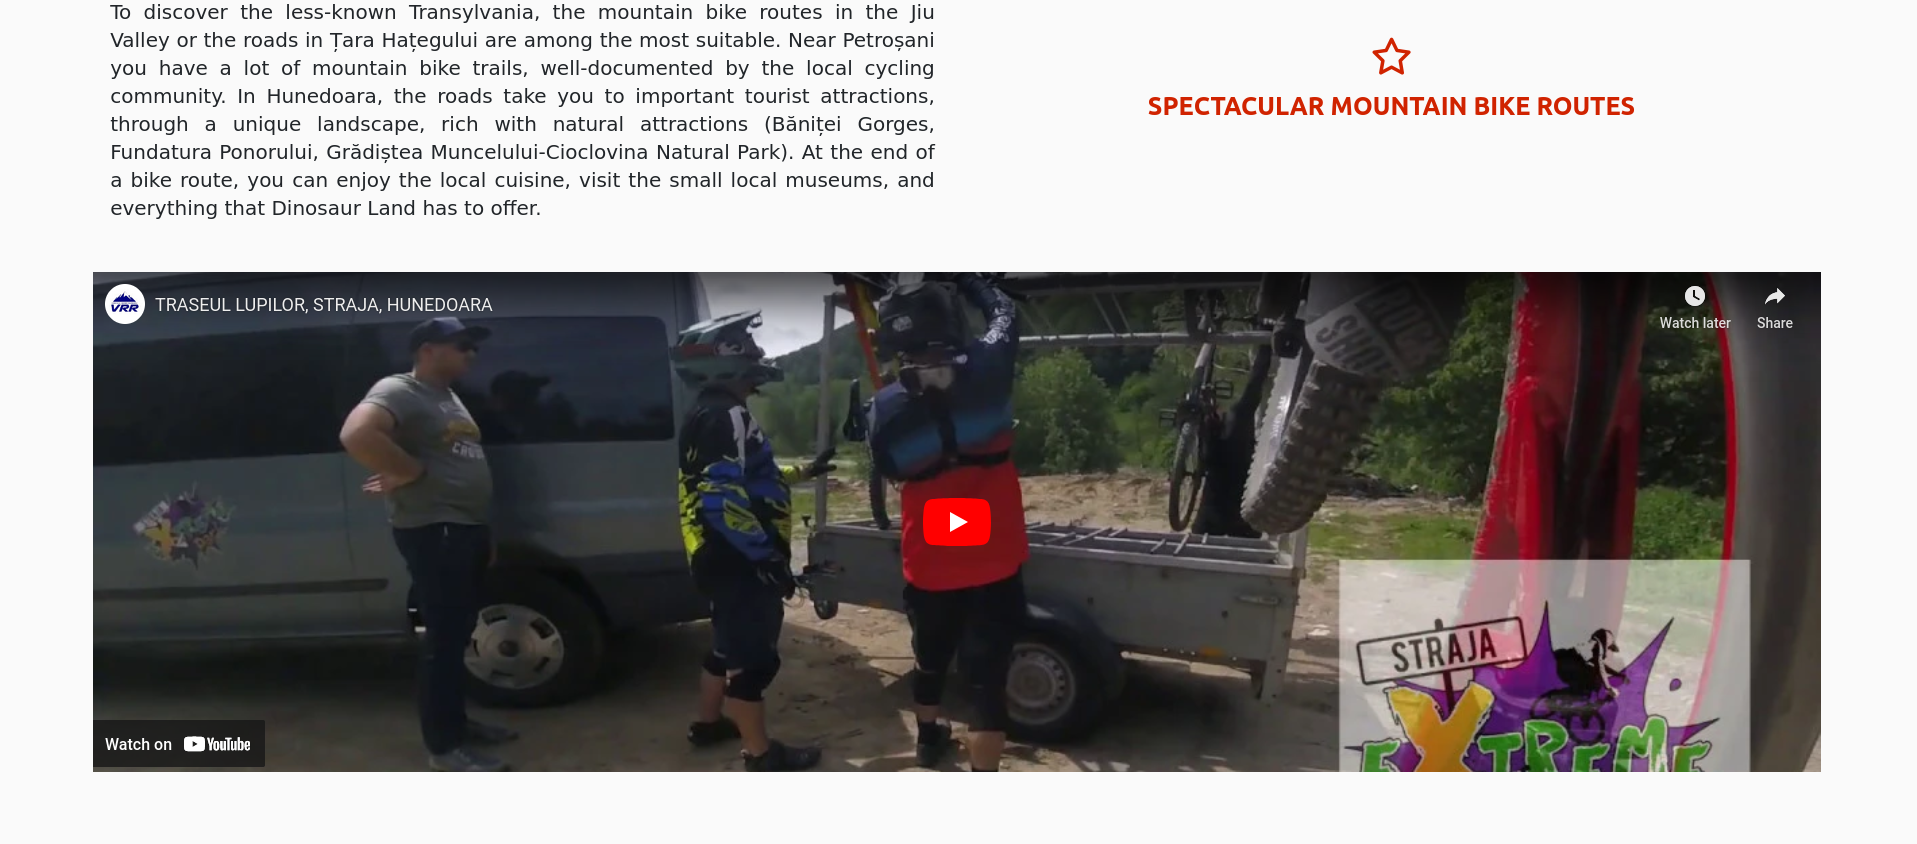 To discover the less-known Transylvania, the mountain bike routes in the Jiu
Valley or the roads in Țara Hațegului are among the most suitable. Near Petroșani
you have a lot of mountain bike trails, well-documented by the local cycling
community. In Hunedoara, the roads take you to important tourist attractions,
through a unique landscape, rich with natural attractions (Băniței Gorges,
Fundatura Ponorului, Grădiștea Muncelului-Cioclovina Natural Park). At the end of
a bike route, you can enjoy the local cuisine, visit the small local museums, and
everything that Dinosaur Land has to offer.
SPECTACULAR MOUNTAIN BIKE ROUTES
VRR
TRASEUL LUPILOR, STRAJA, HUNEDOARA
Watch later
Share
STRAJA
EXTREME
Watch on YouTube